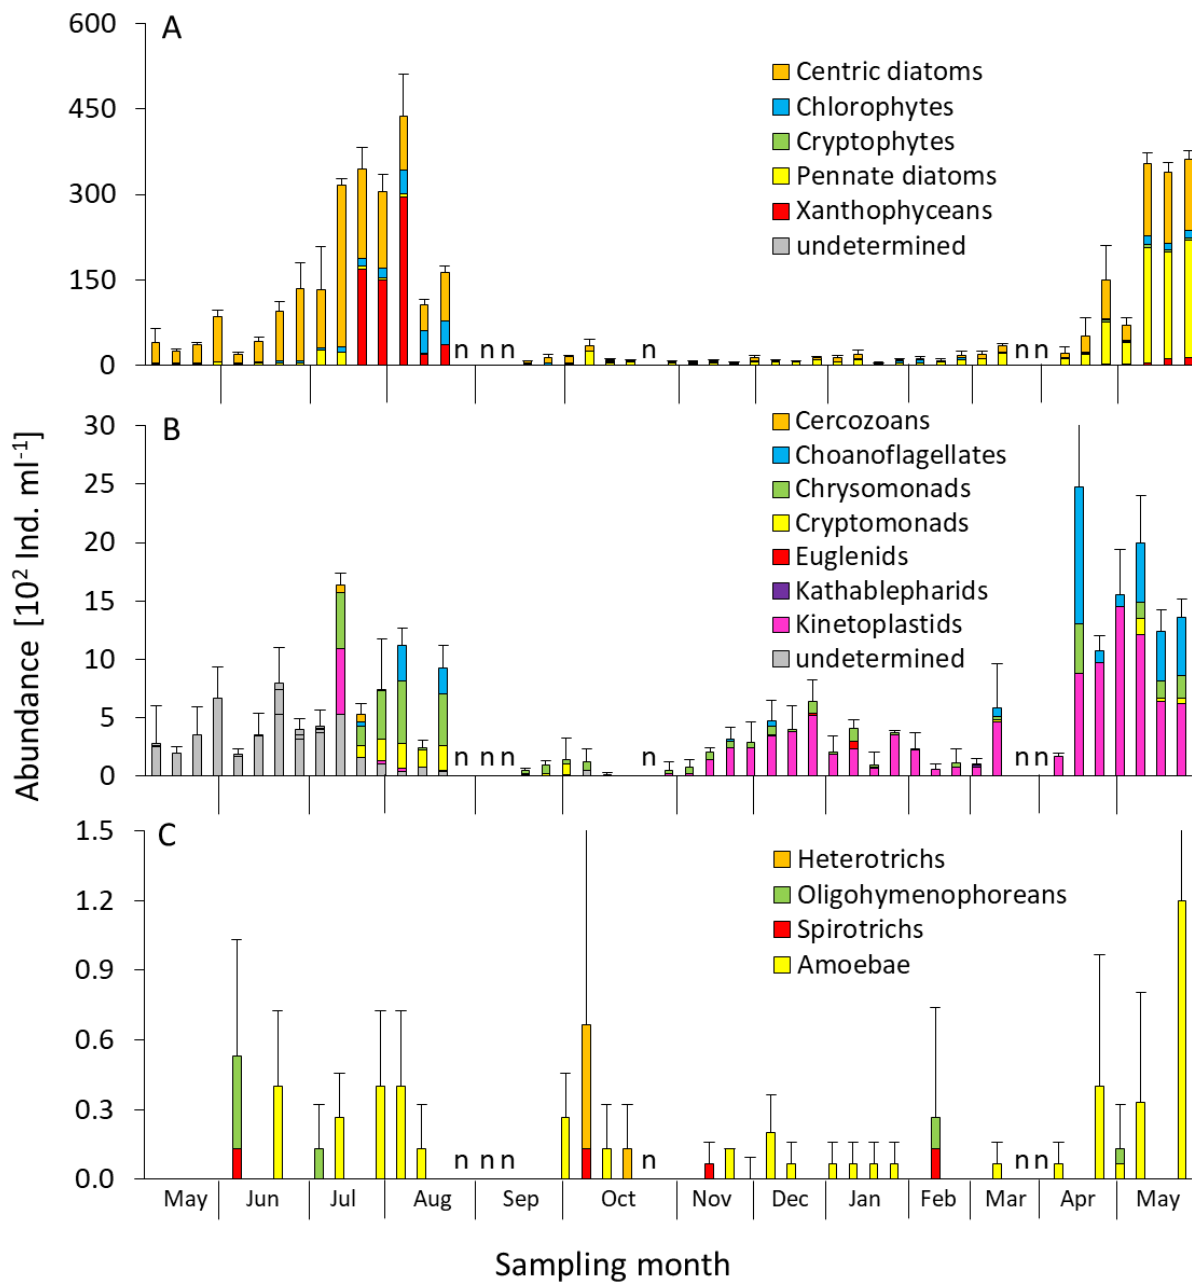 A
600
450
300
150
0
Centric diatoms
Chlorophytes
Cryptophytes
Pennate diatoms
Xanthophyceans
undetermined
n n n n n n
Abundance [10² Ind. ml⁻¹]
B
30
25
20
15
10
5
0
Cercozoans
Choanoflagellates
Chrysomonads
Cryptomonads
Euglenids
Kathablepharids
Kinetoplastids
undetermined
n n n n n n
C
1.5
1.2
0.9
0.6
0.3
0.0
Heterotrichs
Oligohymenophoreans
Spirotrichs
Amoebae
n n n n n n
May Jun Jul Aug Sep Oct Nov Dec Jan Feb Mar Apr May
Sampling month